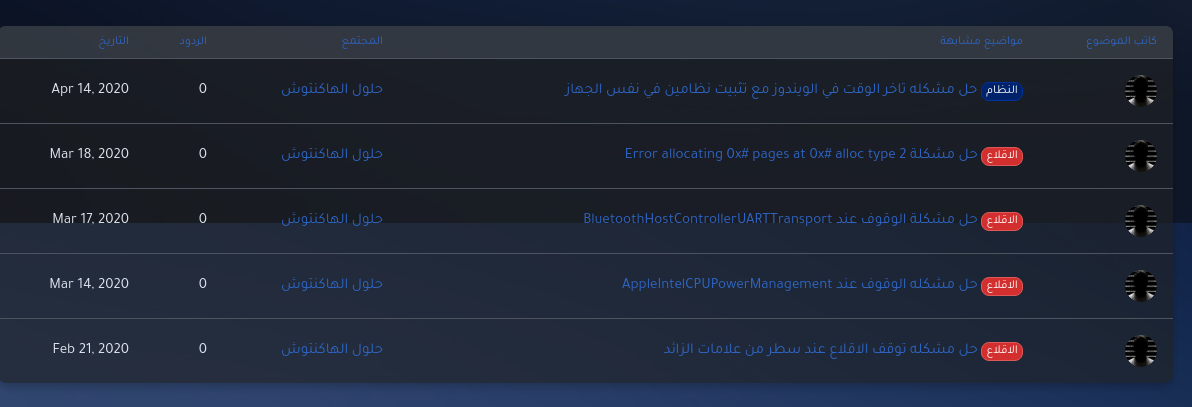 كاتب الموضوع مواضيع مشابهة المجتمع الردود التاريخ
النظام حل مشكله تاخر الوقت في الويندوز مع تثبيت نظامين في نفس الجهاز حلول الهاكنتوش 0 Apr 14, 2020
الاقلاع حل مشكلة Error allocating 0x# pages at 0x# alloc type 2 حلول الهاكنتوش 0 Mar 18, 2020
الاقلاع حل مشكلة الوقوف عند BluetoothHostControllerUARTTransport حلول الهاكنتوش 0 Mar 17, 2020
الاقلاع حل مشكله الوقوف عند AppleIntelCPUPowerManagement حلول الهاكنتوش 0 Mar 14, 2020
الاقلاع حل مشكله توقف الاقلاع عند سطر من علامات الزائد حلول الهاكنتوش 0 Feb 21, 2020